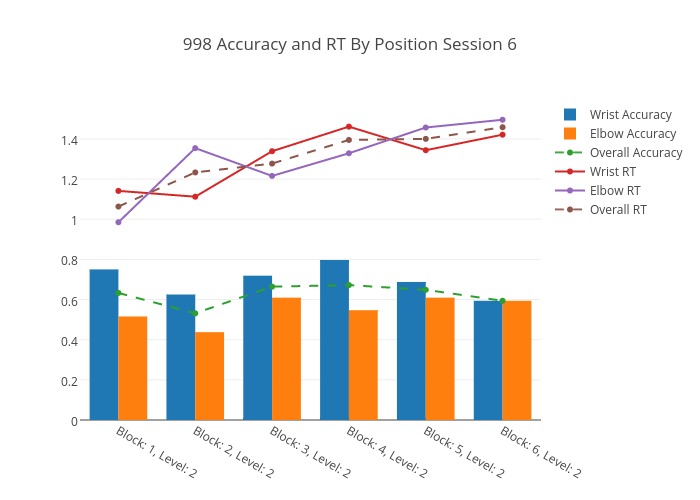 998 Accuracy and RT By Position Session 6
Wrist Accuracy
Elbow Accuracy
Overall Accuracy
Wrist RT
Elbow RT
Overall RT
1.4
1.2
1
0.8
0.6
0.4
0.2
0
Block: 1, Level: 2
Block: 2, Level: 2
Block: 3, Level: 2
Block: 4, Level: 2
Block: 5, Level: 2
Block: 6, Level: 2